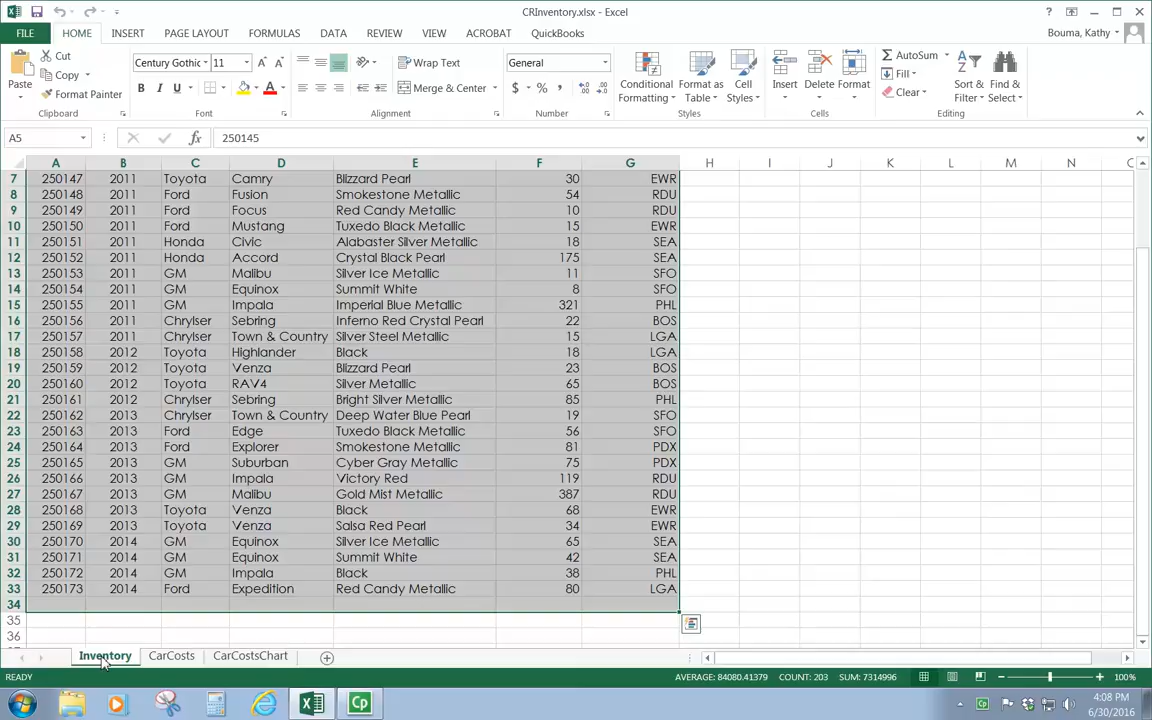 CRInventory.xlsx - Excel
FILE HOME INSERT PAGE LAYOUT FORMULAS DATA REVIEW VIEW ACROBAT QuickBooks Bouma, Kathy
Paste Cut Copy Format Painter Clipboard
Century Gothic 11 A A B I U A Font
Wrap Text Merge & Center Alignment
General $ % , Number
Conditional Formatting Format as Table Cell Styles Styles
Insert Delete Format Cells
AutoSum Fill Clear Sort & Filter Find & Select Editing
A5 fx 250145
A B C D E F G H I J K L M N
7 250147 2011 Toyota Camry Blizzard Pearl 30 EWR
8 250148 2011 Ford Fusion Smokestone Metallic 54 RDU
9 250149 2011 Ford Focus Red Candy Metallic 10 RDU
10 250150 2011 Ford Mustang Tuxedo Black Metallic 15 EWR
11 250151 2011 Honda Civic Alabaster Silver Metallic 18 SEA
12 250152 2011 Honda Accord Crystal Black Pearl 175 SEA
13 250153 2011 GM Malibu Silver Ice Metallic 11 SFO
14 250154 2011 GM Equinox Summit White 8 SFO
15 250155 2011 GM Impala Imperial Blue Metallic 321 PHL
16 250156 2011 Chrylser Sebring Inferno Red Crystal Pearl 22 BOS
17 250157 2011 Chrylser Town & Country Silver Steel Metallic 15 LGA
18 250158 2012 Toyota Highlander Black 18 LGA
19 250159 2012 Toyota Venza Blizzard Pearl 23 BOS
20 250160 2012 Toyota RAV4 Silver Metallic 65 BOS
21 250161 2012 Chrylser Sebring Bright Silver Metallic 85 PHL
22 250162 2013 Chrylser Town & Country Deep Water Blue Pearl 19 SFO
23 250163 2013 Ford Edge Tuxedo Black Metallic 56 SFO
24 250164 2013 Ford Explorer Smokestone Metallic 81 PDX
25 250165 2013 GM Suburban Cyber Gray Metallic 75 PDX
26 250166 2013 GM Impala Victory Red 119 RDU
27 250167 2013 GM Malibu Gold Mist Metallic 387 RDU
28 250168 2013 Toyota Venza Black 68 EWR
29 250169 2013 Toyota Venza Salsa Red Pearl 34 EWR
30 250170 2014 GM Equinox Silver Ice Metallic 65 SEA
31 250171 2014 GM Equinox Summit White 42 SEA
32 250172 2014 GM Impala Black 38 PHL
33 250173 2014 Ford Expedition Red Candy Metallic 80 LGA
34
35
36
Inventory CarCosts CarCostsChart
READY AVERAGE: 84080.41379 COUNT: 203 SUM: 7314996 100%
Cp Cp 4:08 PM
6/30/2016